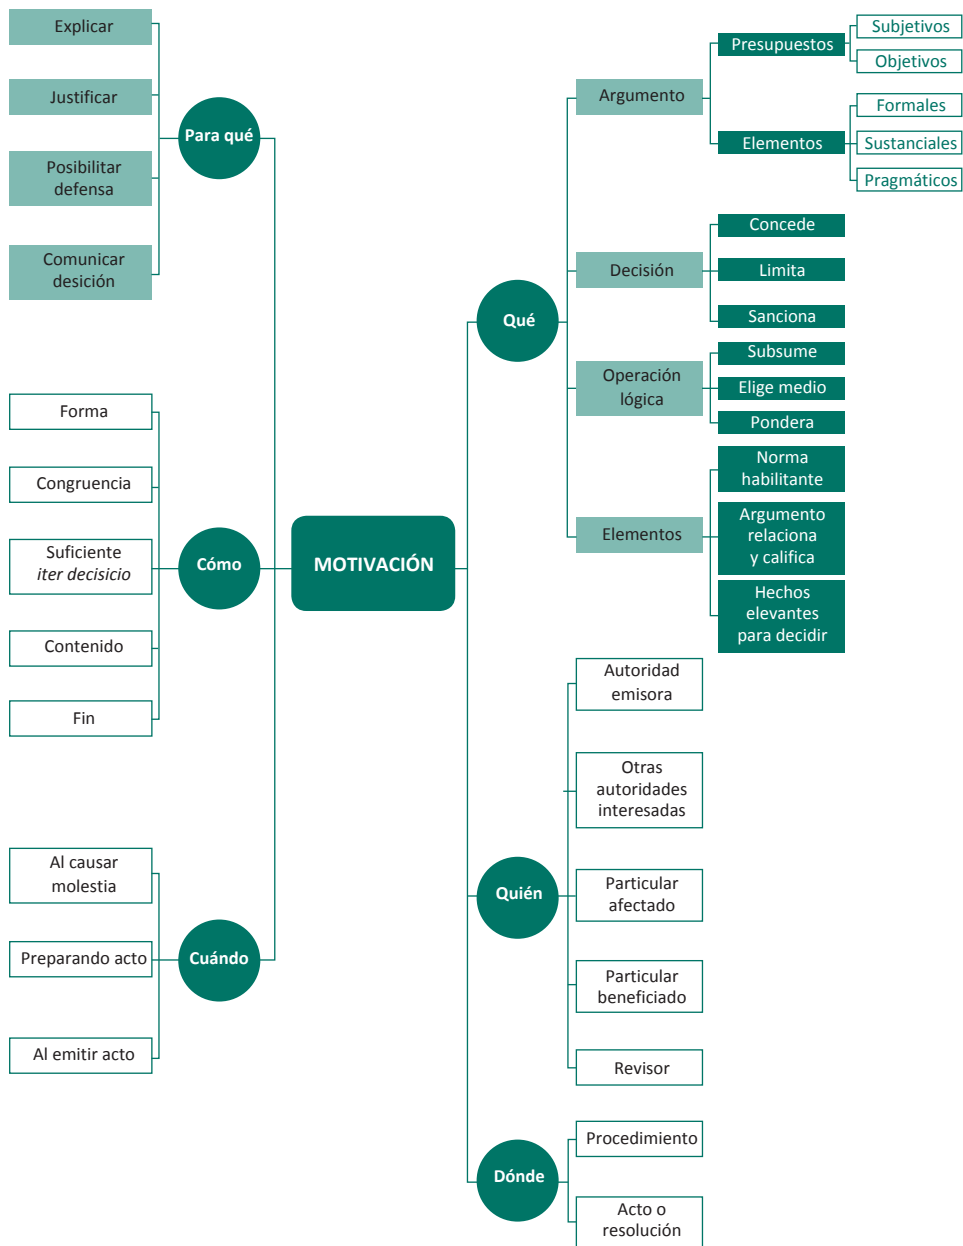 Explicar
Justificar
Posibilitar
defensa
Comunicar
desición
Para qué
Forma
Congruencia
Suficiente
iter decisicio
Contenido
Fin
Cómo
Al causar
molestia
Preparando acto
Al emitir acto
Cuándo
MOTIVACIÓN
Qué
Argumento
Presupuestos
Subjetivos
Objetivos
Elementos
Formales
Sustanciales
Pragmáticos
Decisión
Concede
Limita
Sanciona
Operación
lógica
Subsume
Elige medio
Pondera
Elementos
Norma
habilitante
Argumento
relaciona
y califica
Hechos
elevantes
para decidir
Quién
Autoridad
emisora
Otras
autoridades
interesadas
Particular
afectado
Particular
beneficiado
Revisor
Dónde
Procedimiento
Acto o
resolución